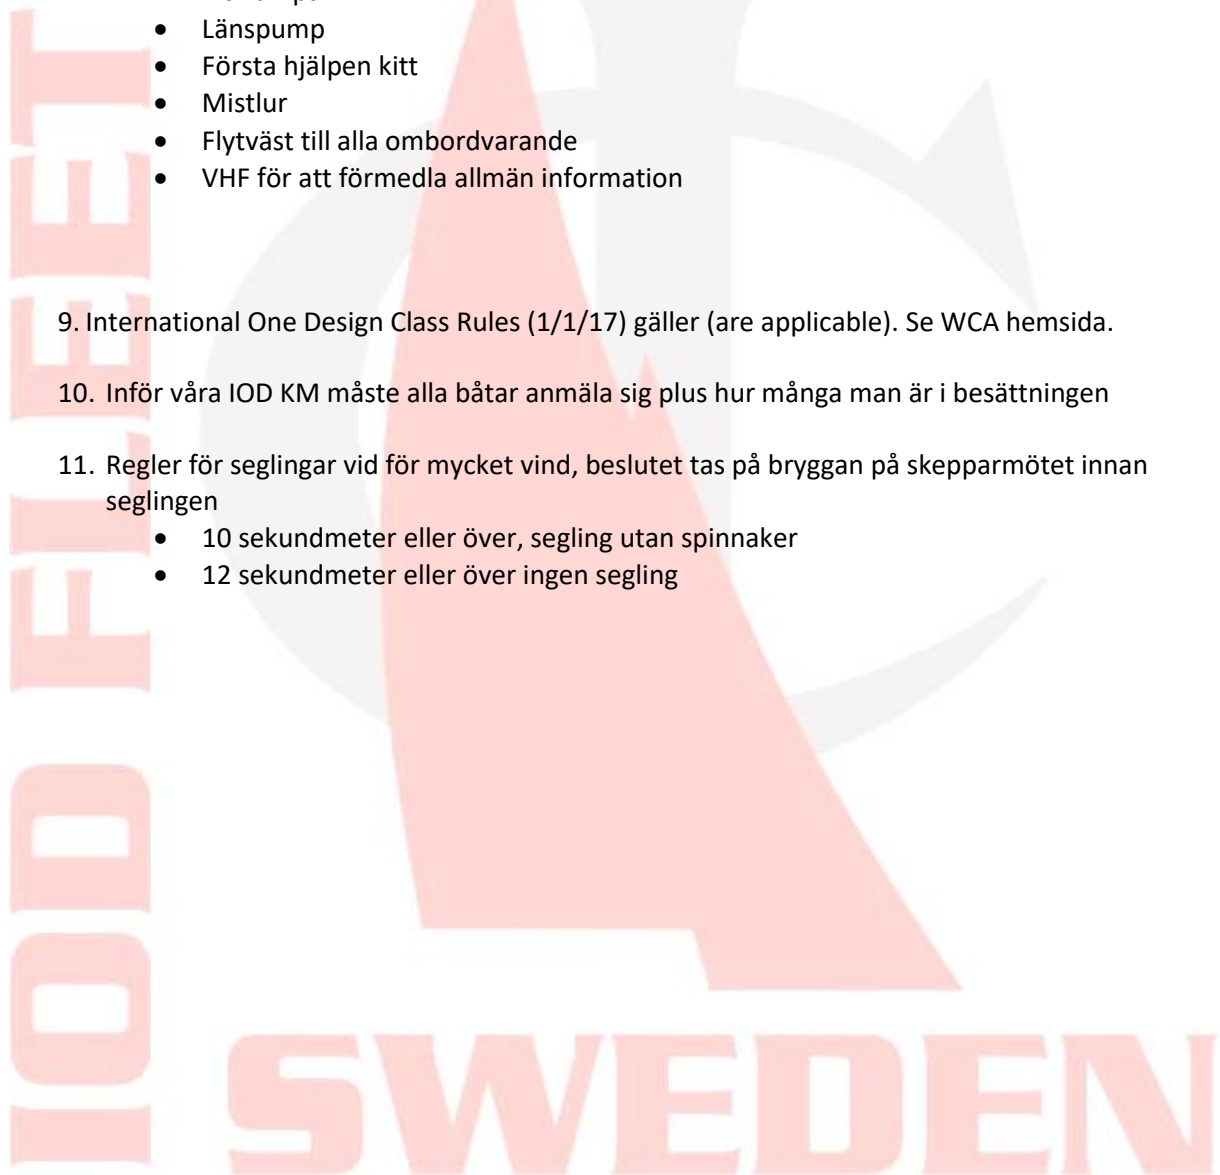 • Länspump
• Första hjälpen kitt
• Mistlur
• Flytväst till alla ombordvarande
• VHF för att förmedla allmän information
9. International One Design Class Rules (1/1/17) gäller (are applicable). Se WCA hemsida.
10. Inför våra IOD KM måste alla båtar anmäla sig plus hur många man är i besättningen
11. Regler för seglingar vid för mycket vind, beslutet tas på bryggan på skepparmötet innan
seglingen
• 10 sekundmeter eller över, segling utan spinnaker
• 12 sekundmeter eller över ingen segling
IOD FLEET
SWEDEN